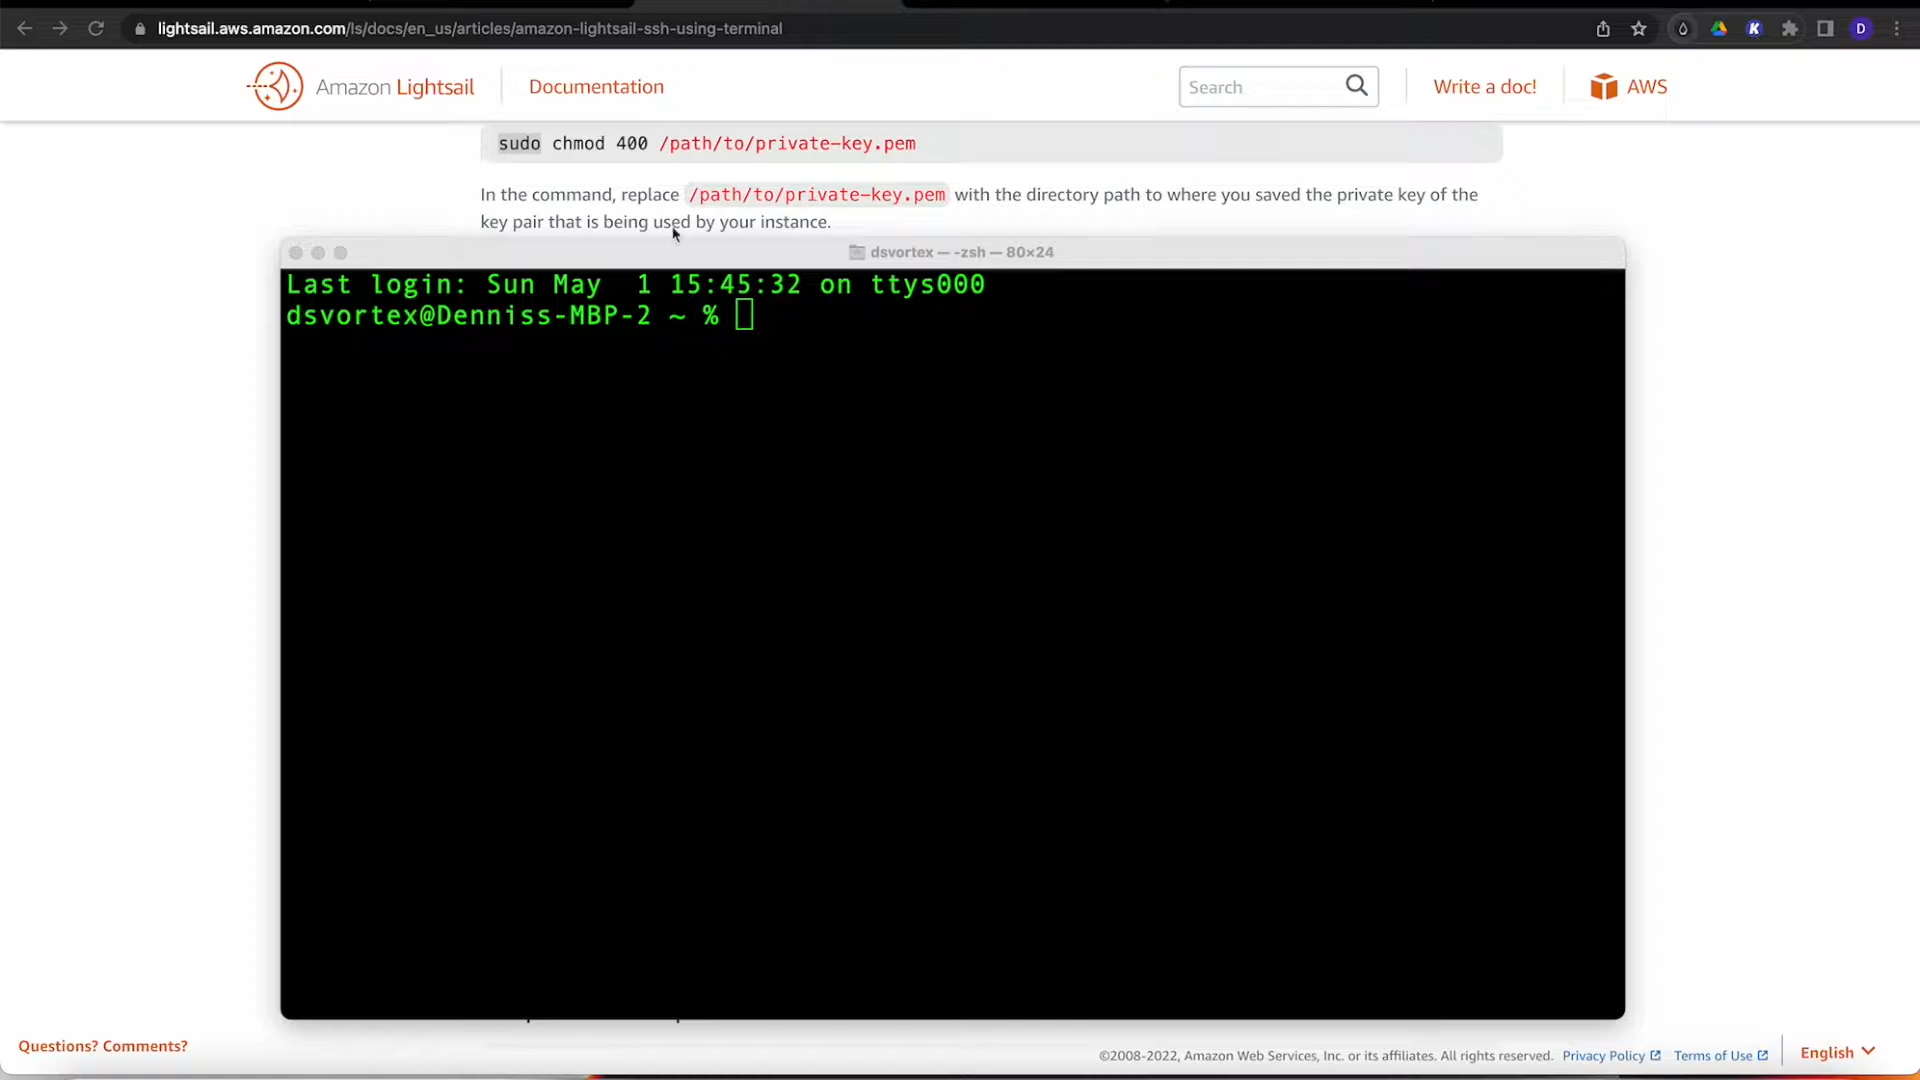 lightsail.aws.amazon.com/ls/docs/en_us/articles/amazon-lightsail-ssh-using-terminal
K
D
Amazon Lightsail
Documentation
Search
Write a doc!
AWS
sudo chmod 400 /path/to/private-key.pem
In the command, replace /path/to/private-key.pem with the directory path to where you saved the private key of the
key pair that is being used by your instance.
dsvortex — -zsh — 80×24
Last login: Sun May  1 15:45:32 on ttys000
dsvortex@Denniss-MBP-2 ~ %
Questions? Comments?
©2008-2022, Amazon Web Services, Inc. or its affiliates. All rights reserved.
Privacy Policy
Terms of Use
English